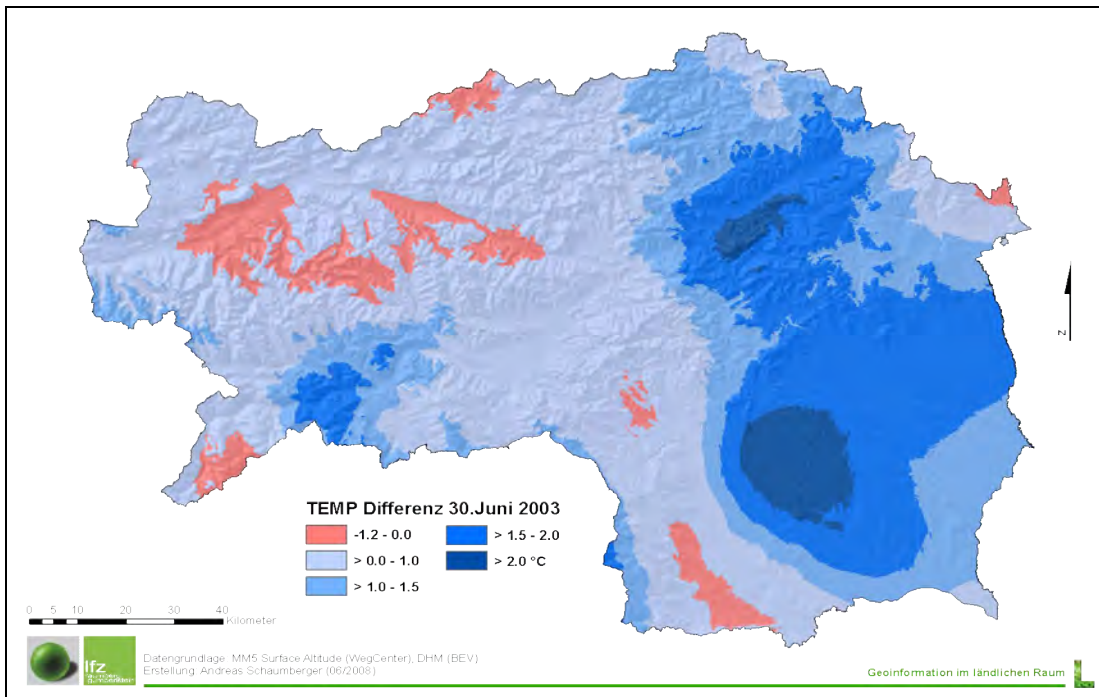 z
TEMP Differenz 30.Juni 2003
-1.2 - 0.0
> 0.0 - 1.0
> 1.0 - 1.5
> 1.5 - 2.0
> 2.0 °C
0 5 10 20 30 40
Kilometer
lfz
Datengrundlage: MM5 Surface Altitude (WegCenter), DHM (BEV)
Erstellung: Andreas Schaumberger (06/2008)
Geoinformation im ländlichen Raum